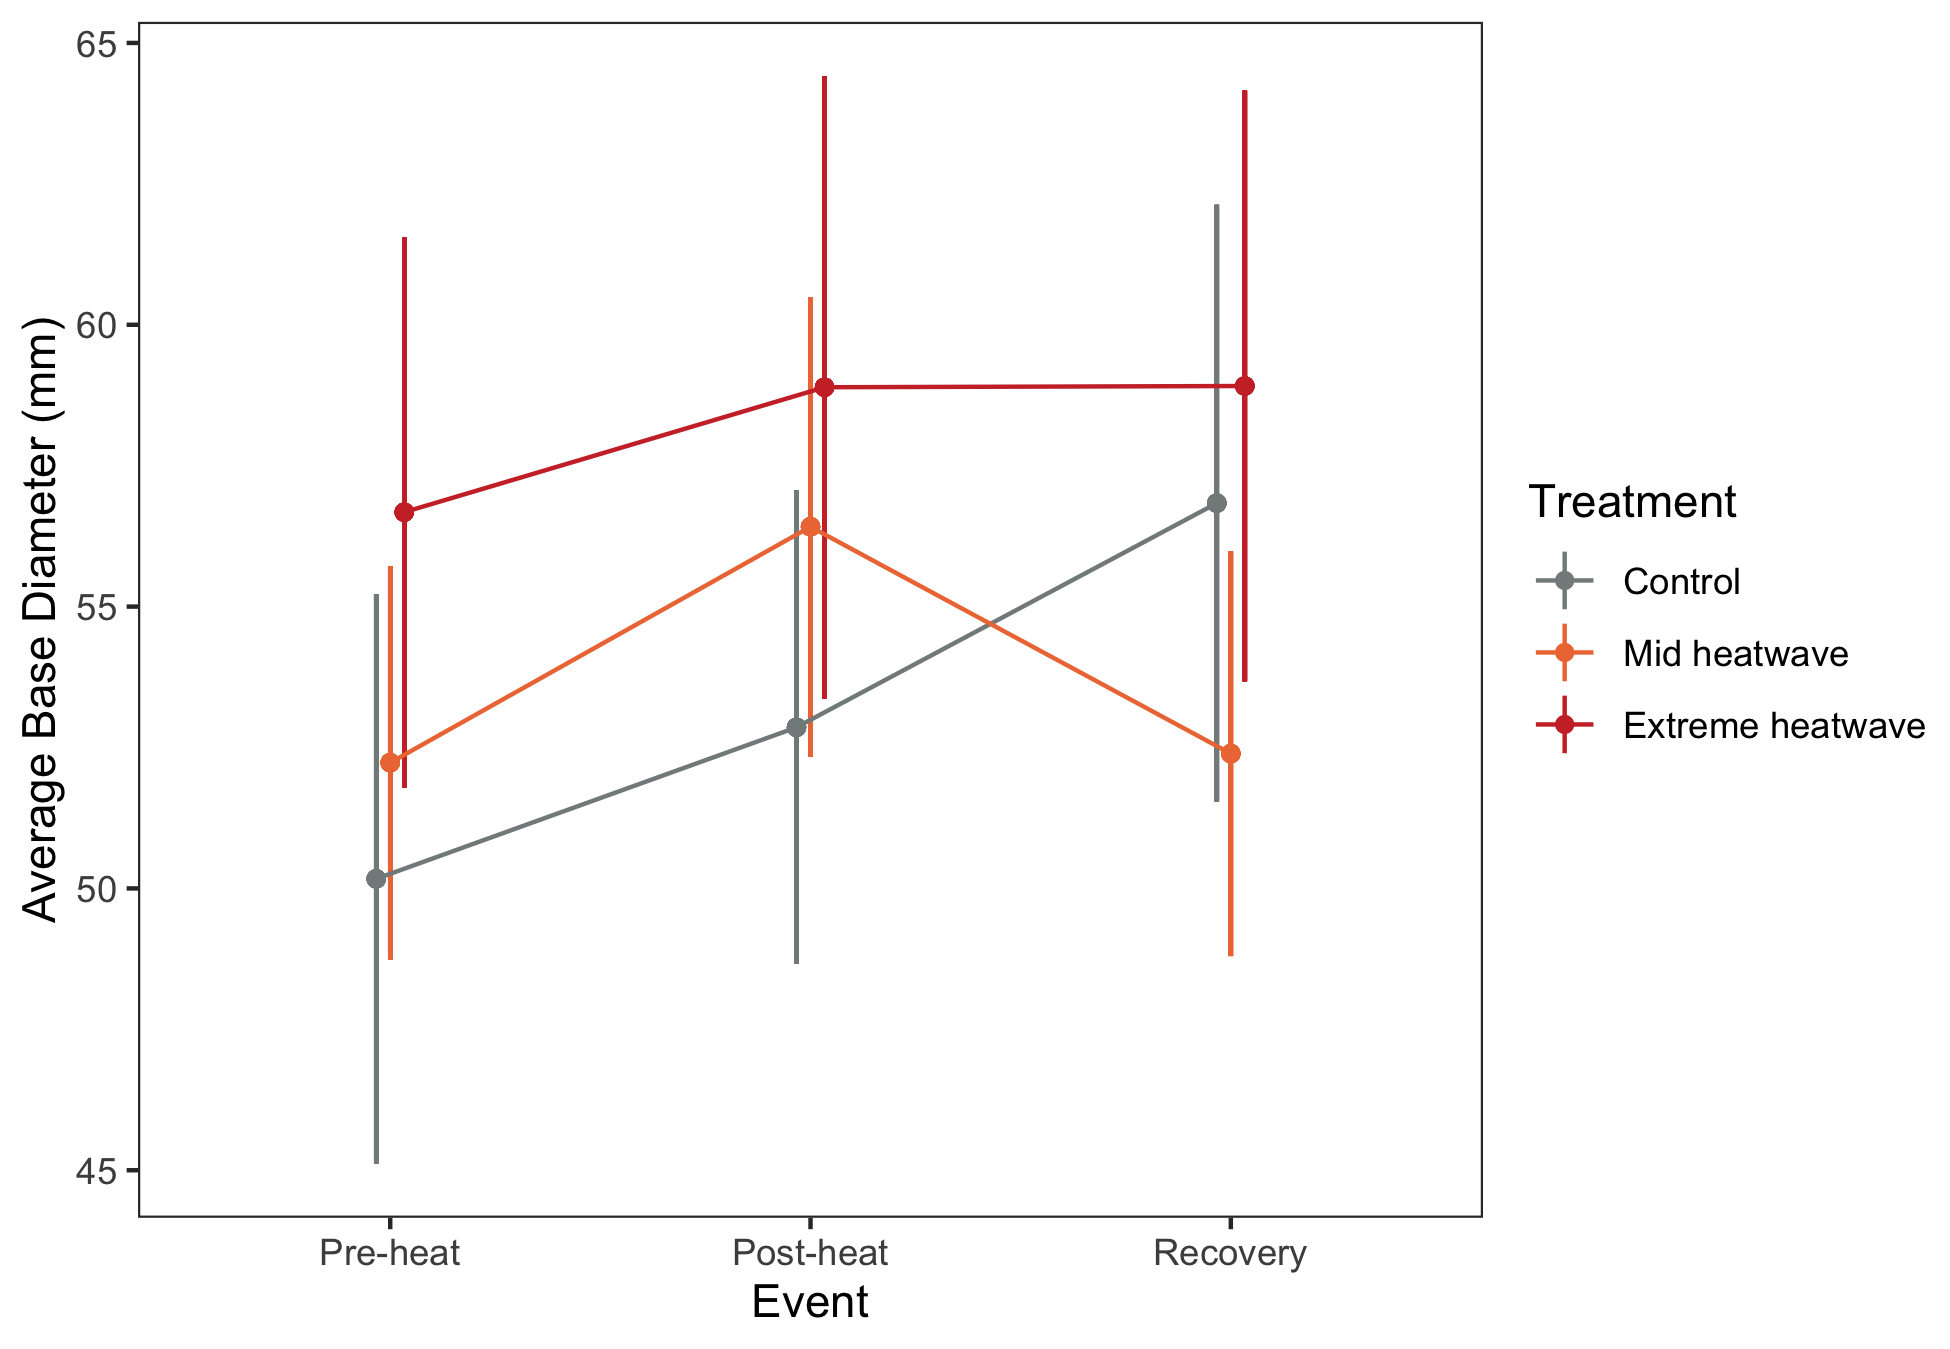 65
60
55
50
45
Average Base Diameter (mm)
Pre-heat
Post-heat
Recovery
Event
Treatment
Control
Mid heatwave
Extreme heatwave